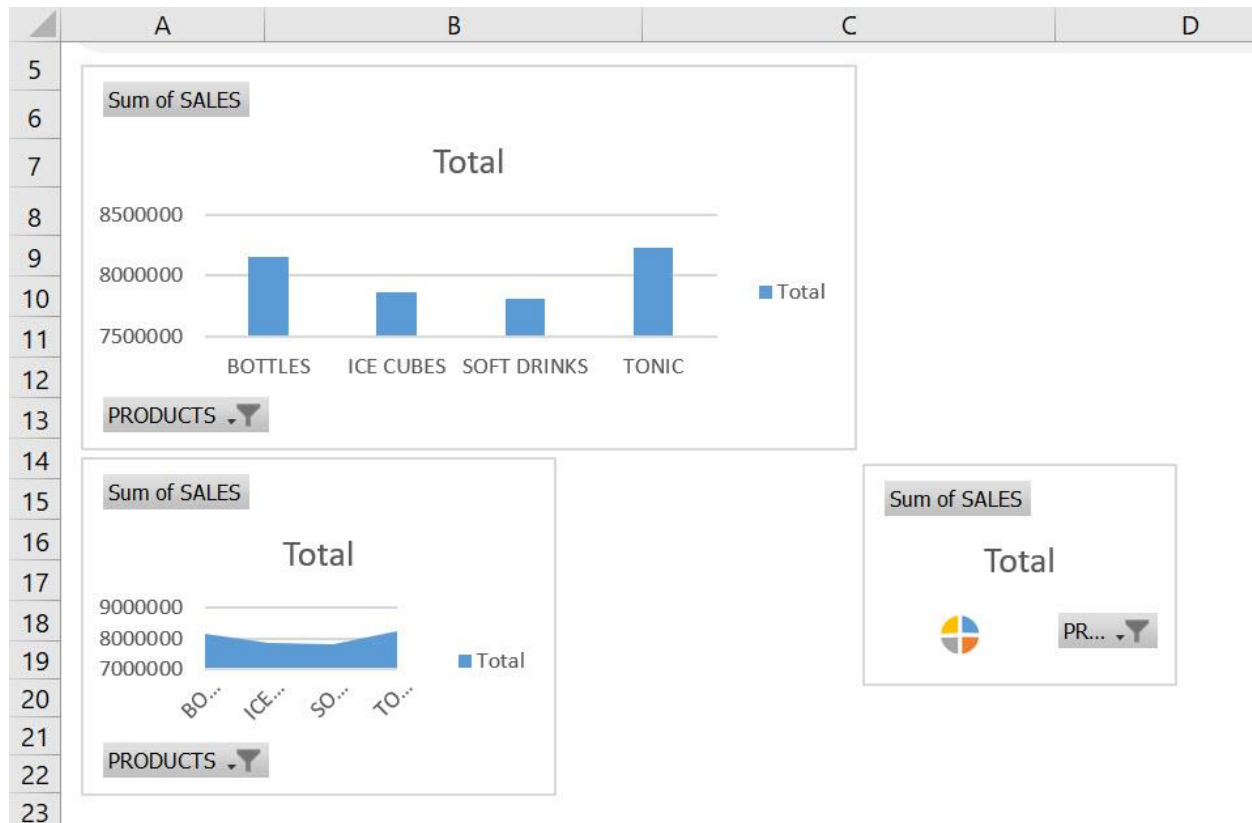 A B C D
5
Sum of SALES
6
7
Total
8
8500000
9
8000000
10
Total
11
7500000
12
BOTTLES ICE CUBES SOFT DRINKS TONIC
13
PRODUCTS
14
15
Sum of SALES
Sum of SALES
16
Total
Total
17
9000000
18
8000000
PR...
19
7000000
Total
20
BO... ICE... SO... TO...
21
22
PRODUCTS
23